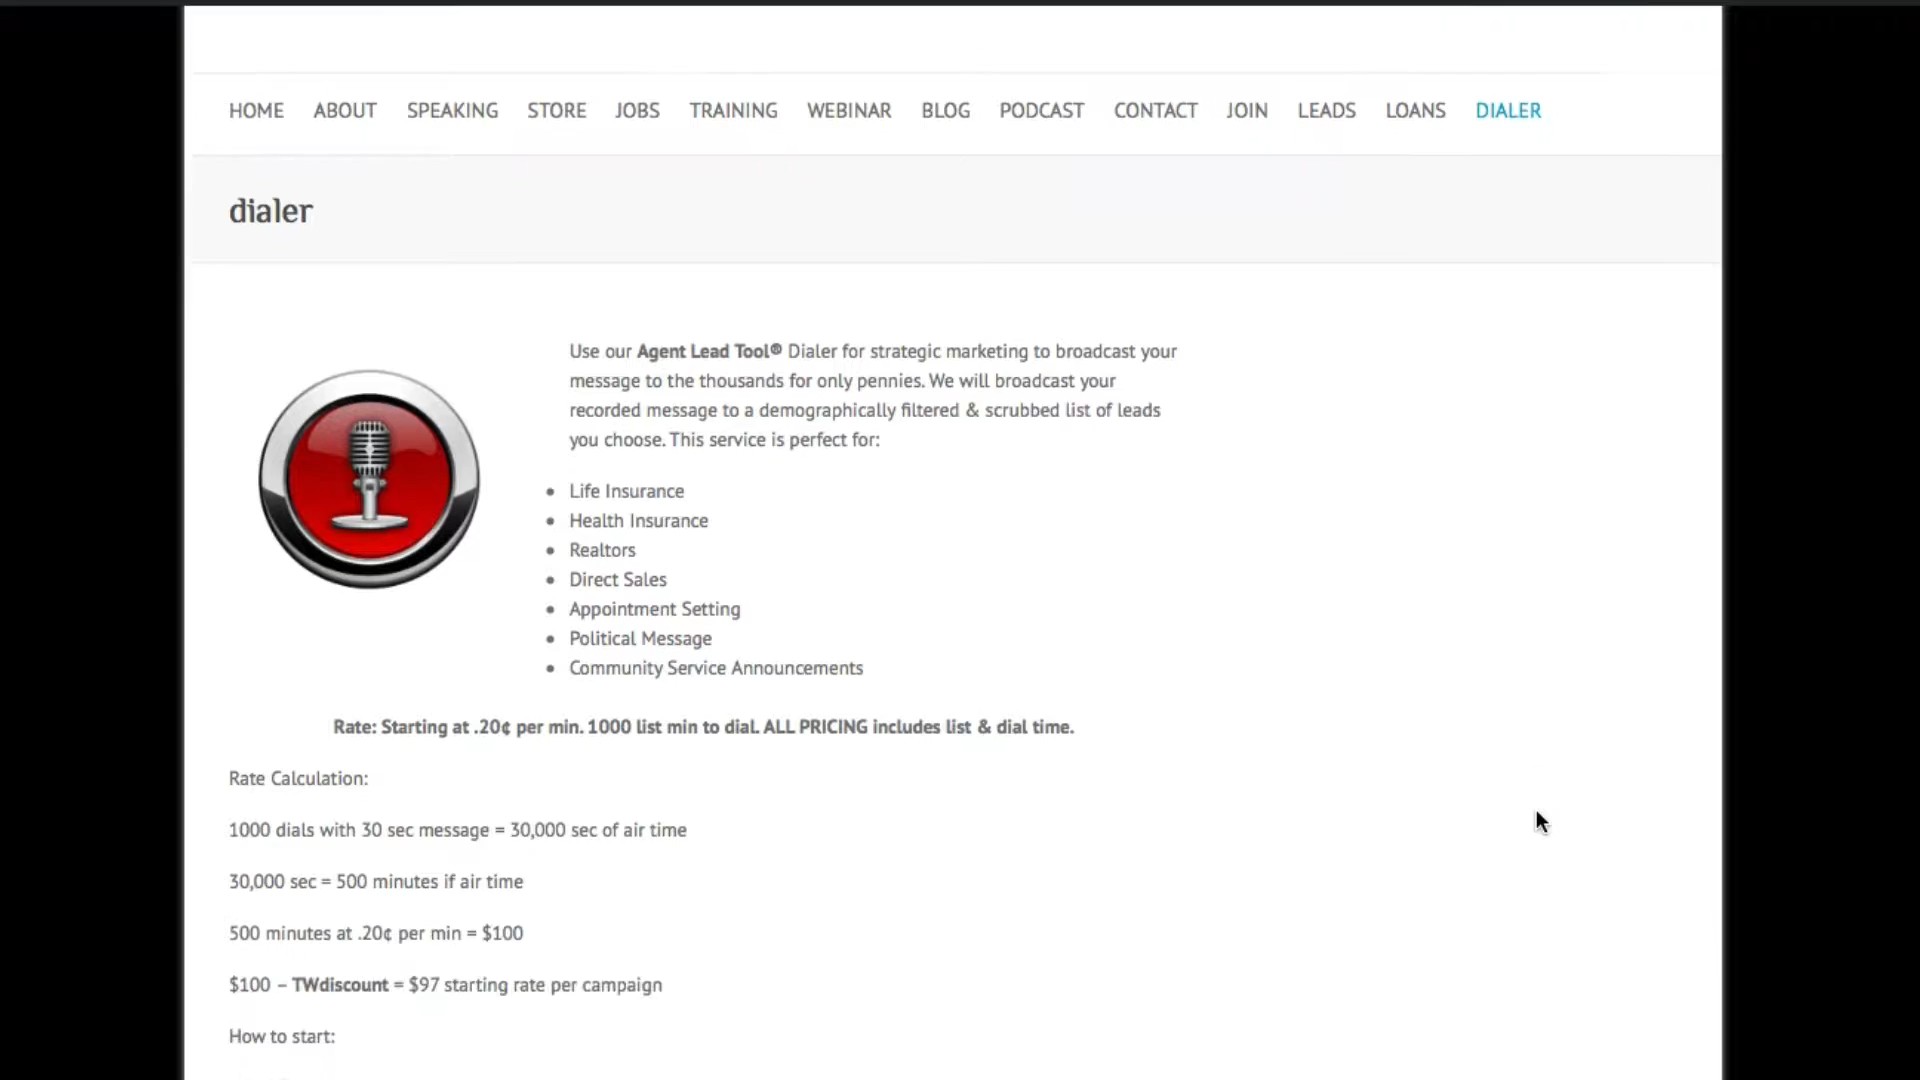 HOME ABOUT SPEAKING STORE JOBS TRAINING WEBINAR BLOG PODCAST CONTACT JOIN LEADS LOANS DIALER
dialer
Use our Agent Lead Tool® Dialer for strategic marketing to broadcast your
message to the thousands for only pennies. We will broadcast your
recorded message to a demographically filtered & scrubbed list of leads
you choose. This service is perfect for:
• Life Insurance
• Health Insurance
• Realtors
• Direct Sales
• Appointment Setting
• Political Message
• Community Service Announcements
Rate: Starting at .20¢ per min. 1000 list min to dial. ALL PRICING includes list & dial time.
Rate Calculation:
1000 dials with 30 sec message = 30,000 sec of air time
30,000 sec = 500 minutes if air time
500 minutes at .20¢ per min = $100
$100 – TWdiscount = $97 starting rate per campaign
How to start: